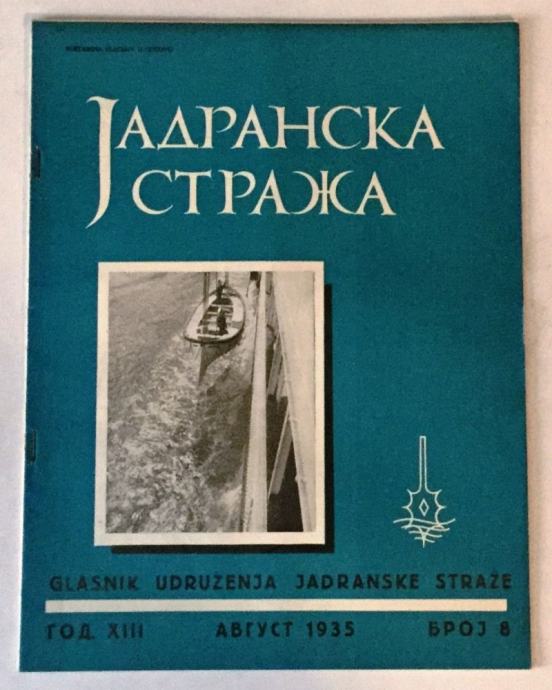 ЈАДРАНСКА
СТРАЖА
GLASNIK UDRUŽENJA JADRANSKE STRAŽE
ГОД. XIII АВГУСТ 1935 БРОЈ 8